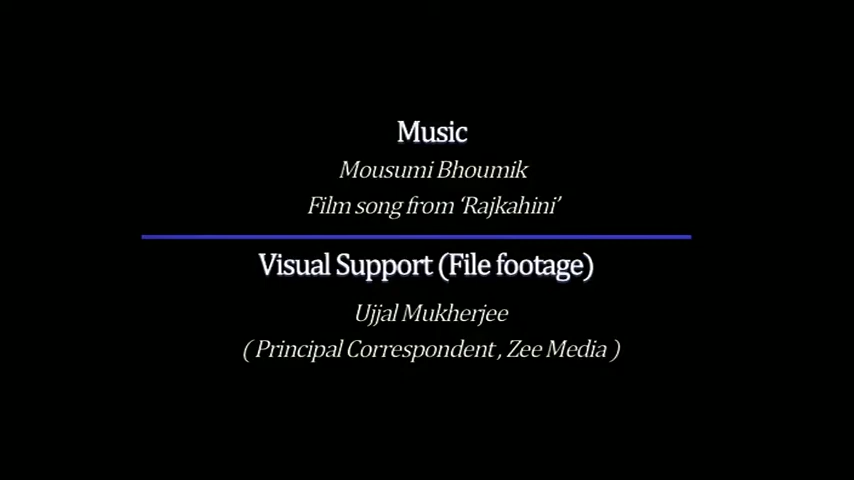 Music
Mousumi Bhoumik
Film song from ‘Rajkahini’
Visual Support (File footage)
Ujjal Mukherjee
( Principal Correspondent , Zee Media )